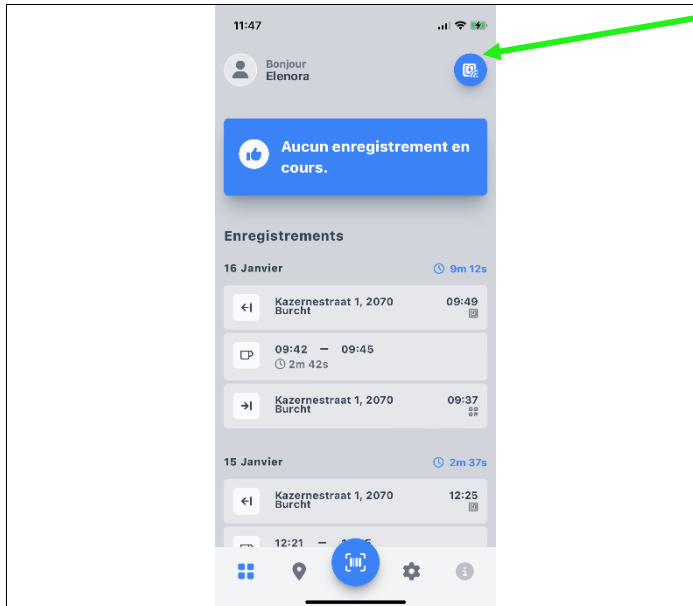 11:47
Bonjour
Elenora
Aucun enregistrement en
cours.
Enregistrements
16 Janvier
9m 12s
Kazernestraat 1, 2070
Burcht
09:49
09:42 — 09:45
2m 42s
Kazernestraat 1, 2070
Burcht
09:37
15 Janvier
2m 37s
Kazernestraat 1, 2070
Burcht
12:25
12:21 —